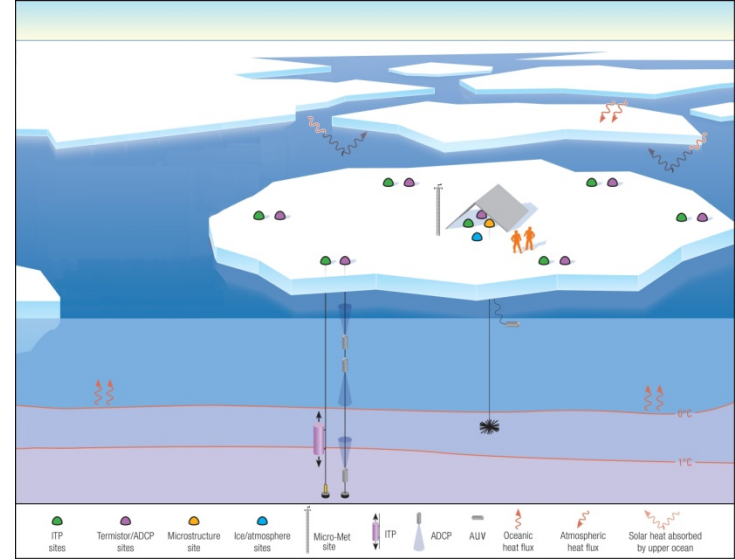 0°C
1°C
ITP
sites
Termistor/ADCP
sites
Microstructure
site
Ice/atmosphere
sites
Micro-Met
site
ITP
ADCP
AUV
Oceanic
heat flux
Atmospheric
heat flux
Solar heat absorbed
by upper ocean